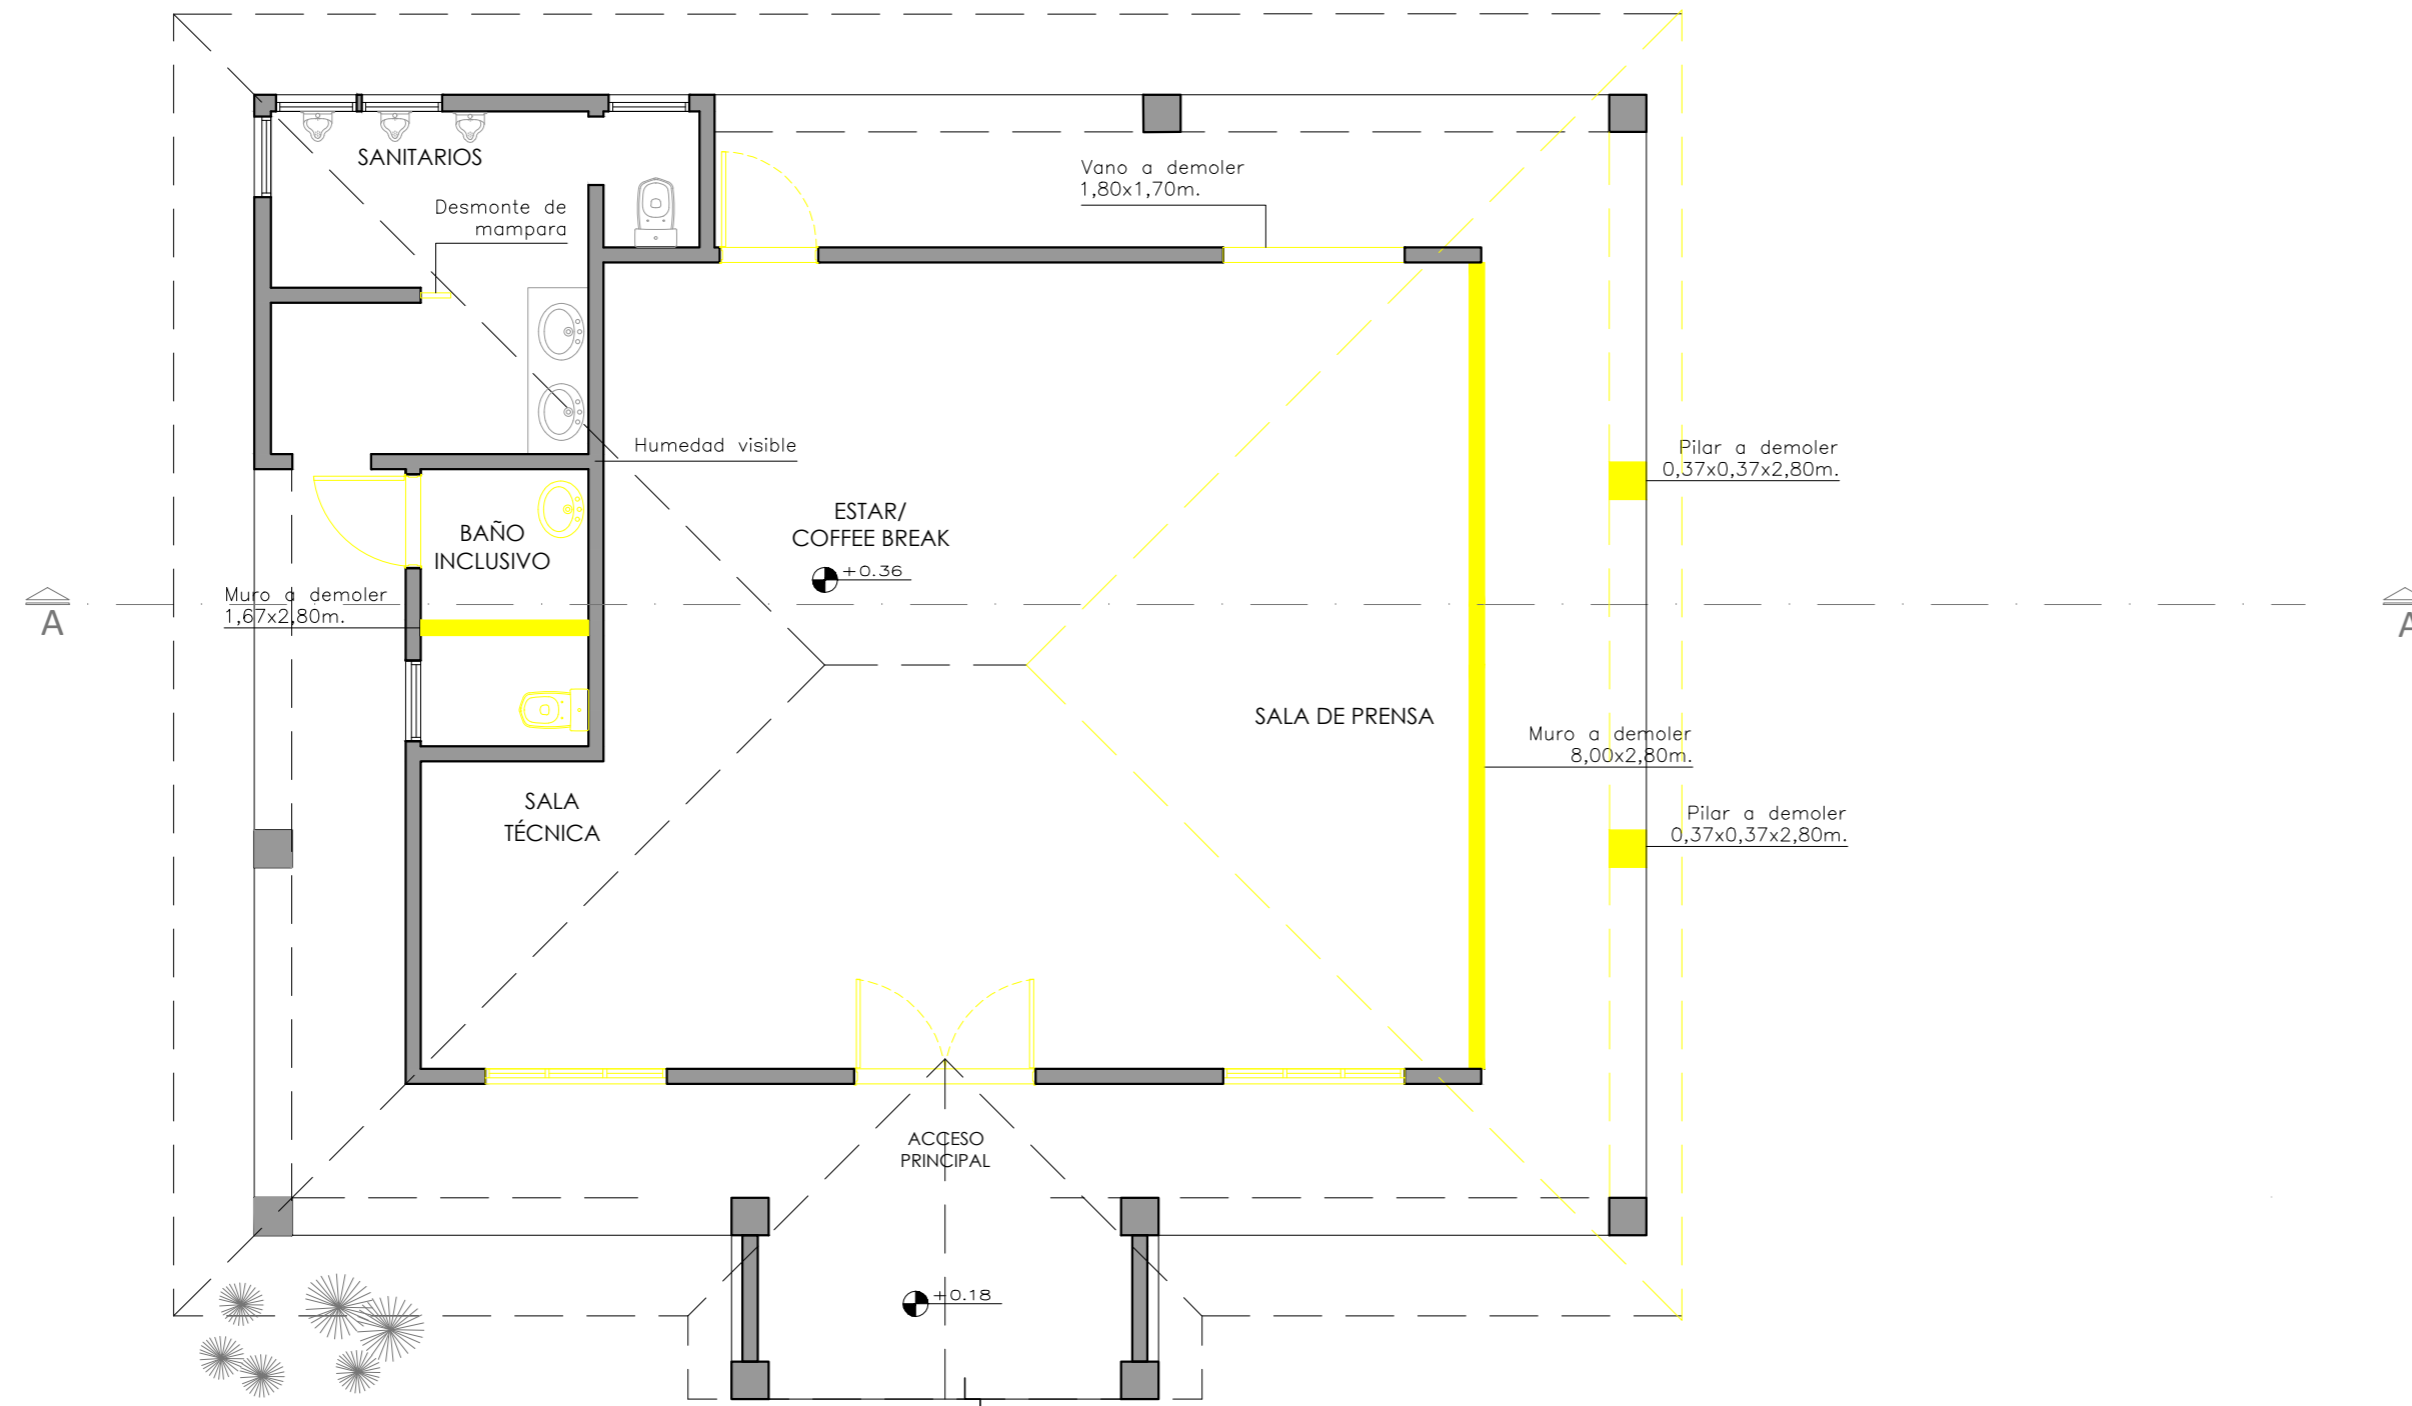 SANITARIOS
Vano a demoler
1,80x1,70m.
Desmonte de
mampara
Humedad visible
Pilar a demoler
0,37x0,37x2,80m.
ESTAR/
COFFEE BREAK
+0.36
BAÑO
INCLUSIVO
Muro a demoler
1,67x2,80m.
A
A
SALA DE PRENSA
Muro a demoler
8,00x2,80m.
SALA
TÉCNICA
Pilar a demoler
0,37x0,37x2,80m.
ACCESO
PRINCIPAL
+0.18